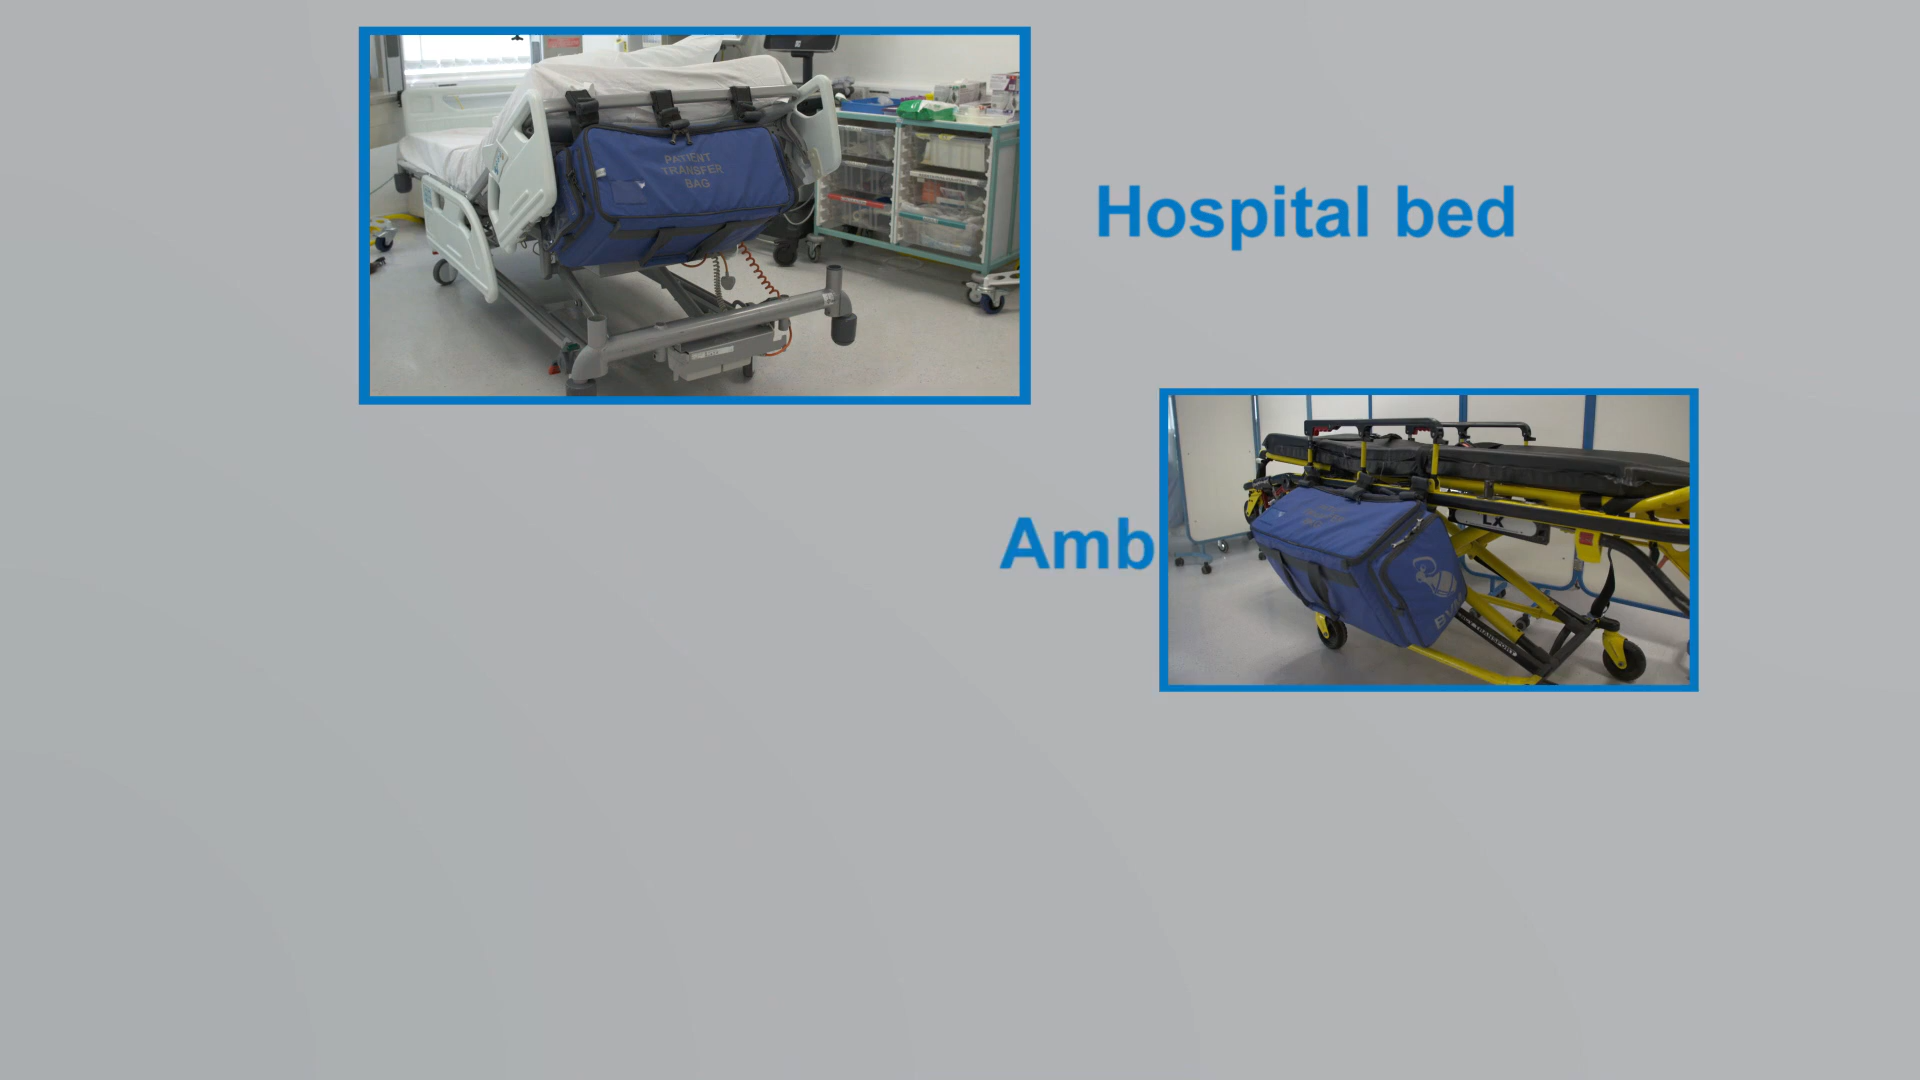 PATIENT
TRANSFER
BAG
Hospital bed
Amb
LX